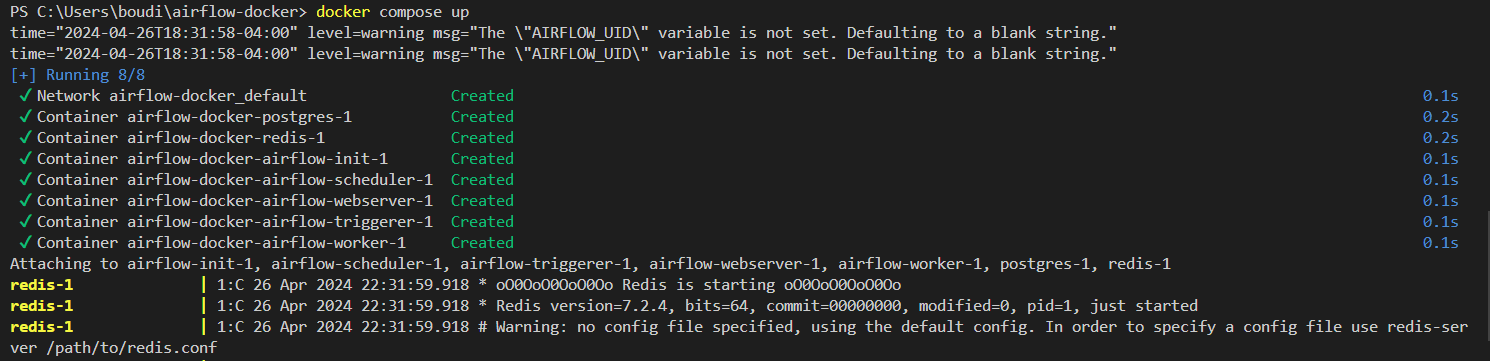 PS C:\Users\boudi\airflow-docker> docker compose up
time="2024-04-26T18:31:58-04:00" level=warning msg="The \"AIRFLOW_UID\" variable is not set. Defaulting to a blank string."
time="2024-04-26T18:31:58-04:00" level=warning msg="The \"AIRFLOW_UID\" variable is not set. Defaulting to a blank string."
[+] Running 8/8
✓ Network airflow-docker_default Created 0.1s
✓ Container airflow-docker-postgres-1 Created 0.2s
✓ Container airflow-docker-redis-1 Created 0.2s
✓ Container airflow-docker-airflow-init-1 Created 0.1s
✓ Container airflow-docker-airflow-scheduler-1 Created 0.1s
✓ Container airflow-docker-airflow-webserver-1 Created 0.1s
✓ Container airflow-docker-airflow-triggerer-1 Created 0.1s
✓ Container airflow-docker-airflow-worker-1 Created 0.1s
Attaching to airflow-init-1, airflow-scheduler-1, airflow-triggerer-1, airflow-webserver-1, airflow-worker-1, postgres-1, redis-1
redis-1 | 1:C 26 Apr 2024 22:31:59.918 * oO0OoO0OoO0Oo Redis is starting oO0OoO0OoO0Oo
redis-1 | 1:C 26 Apr 2024 22:31:59.918 * Redis version=7.2.4, bits=64, commit=00000000, modified=0, pid=1, just started
redis-1 | 1:C 26 Apr 2024 22:31:59.918 # Warning: no config file specified, using the default config. In order to specify a config file use redis-ser
ver /path/to/redis.conf